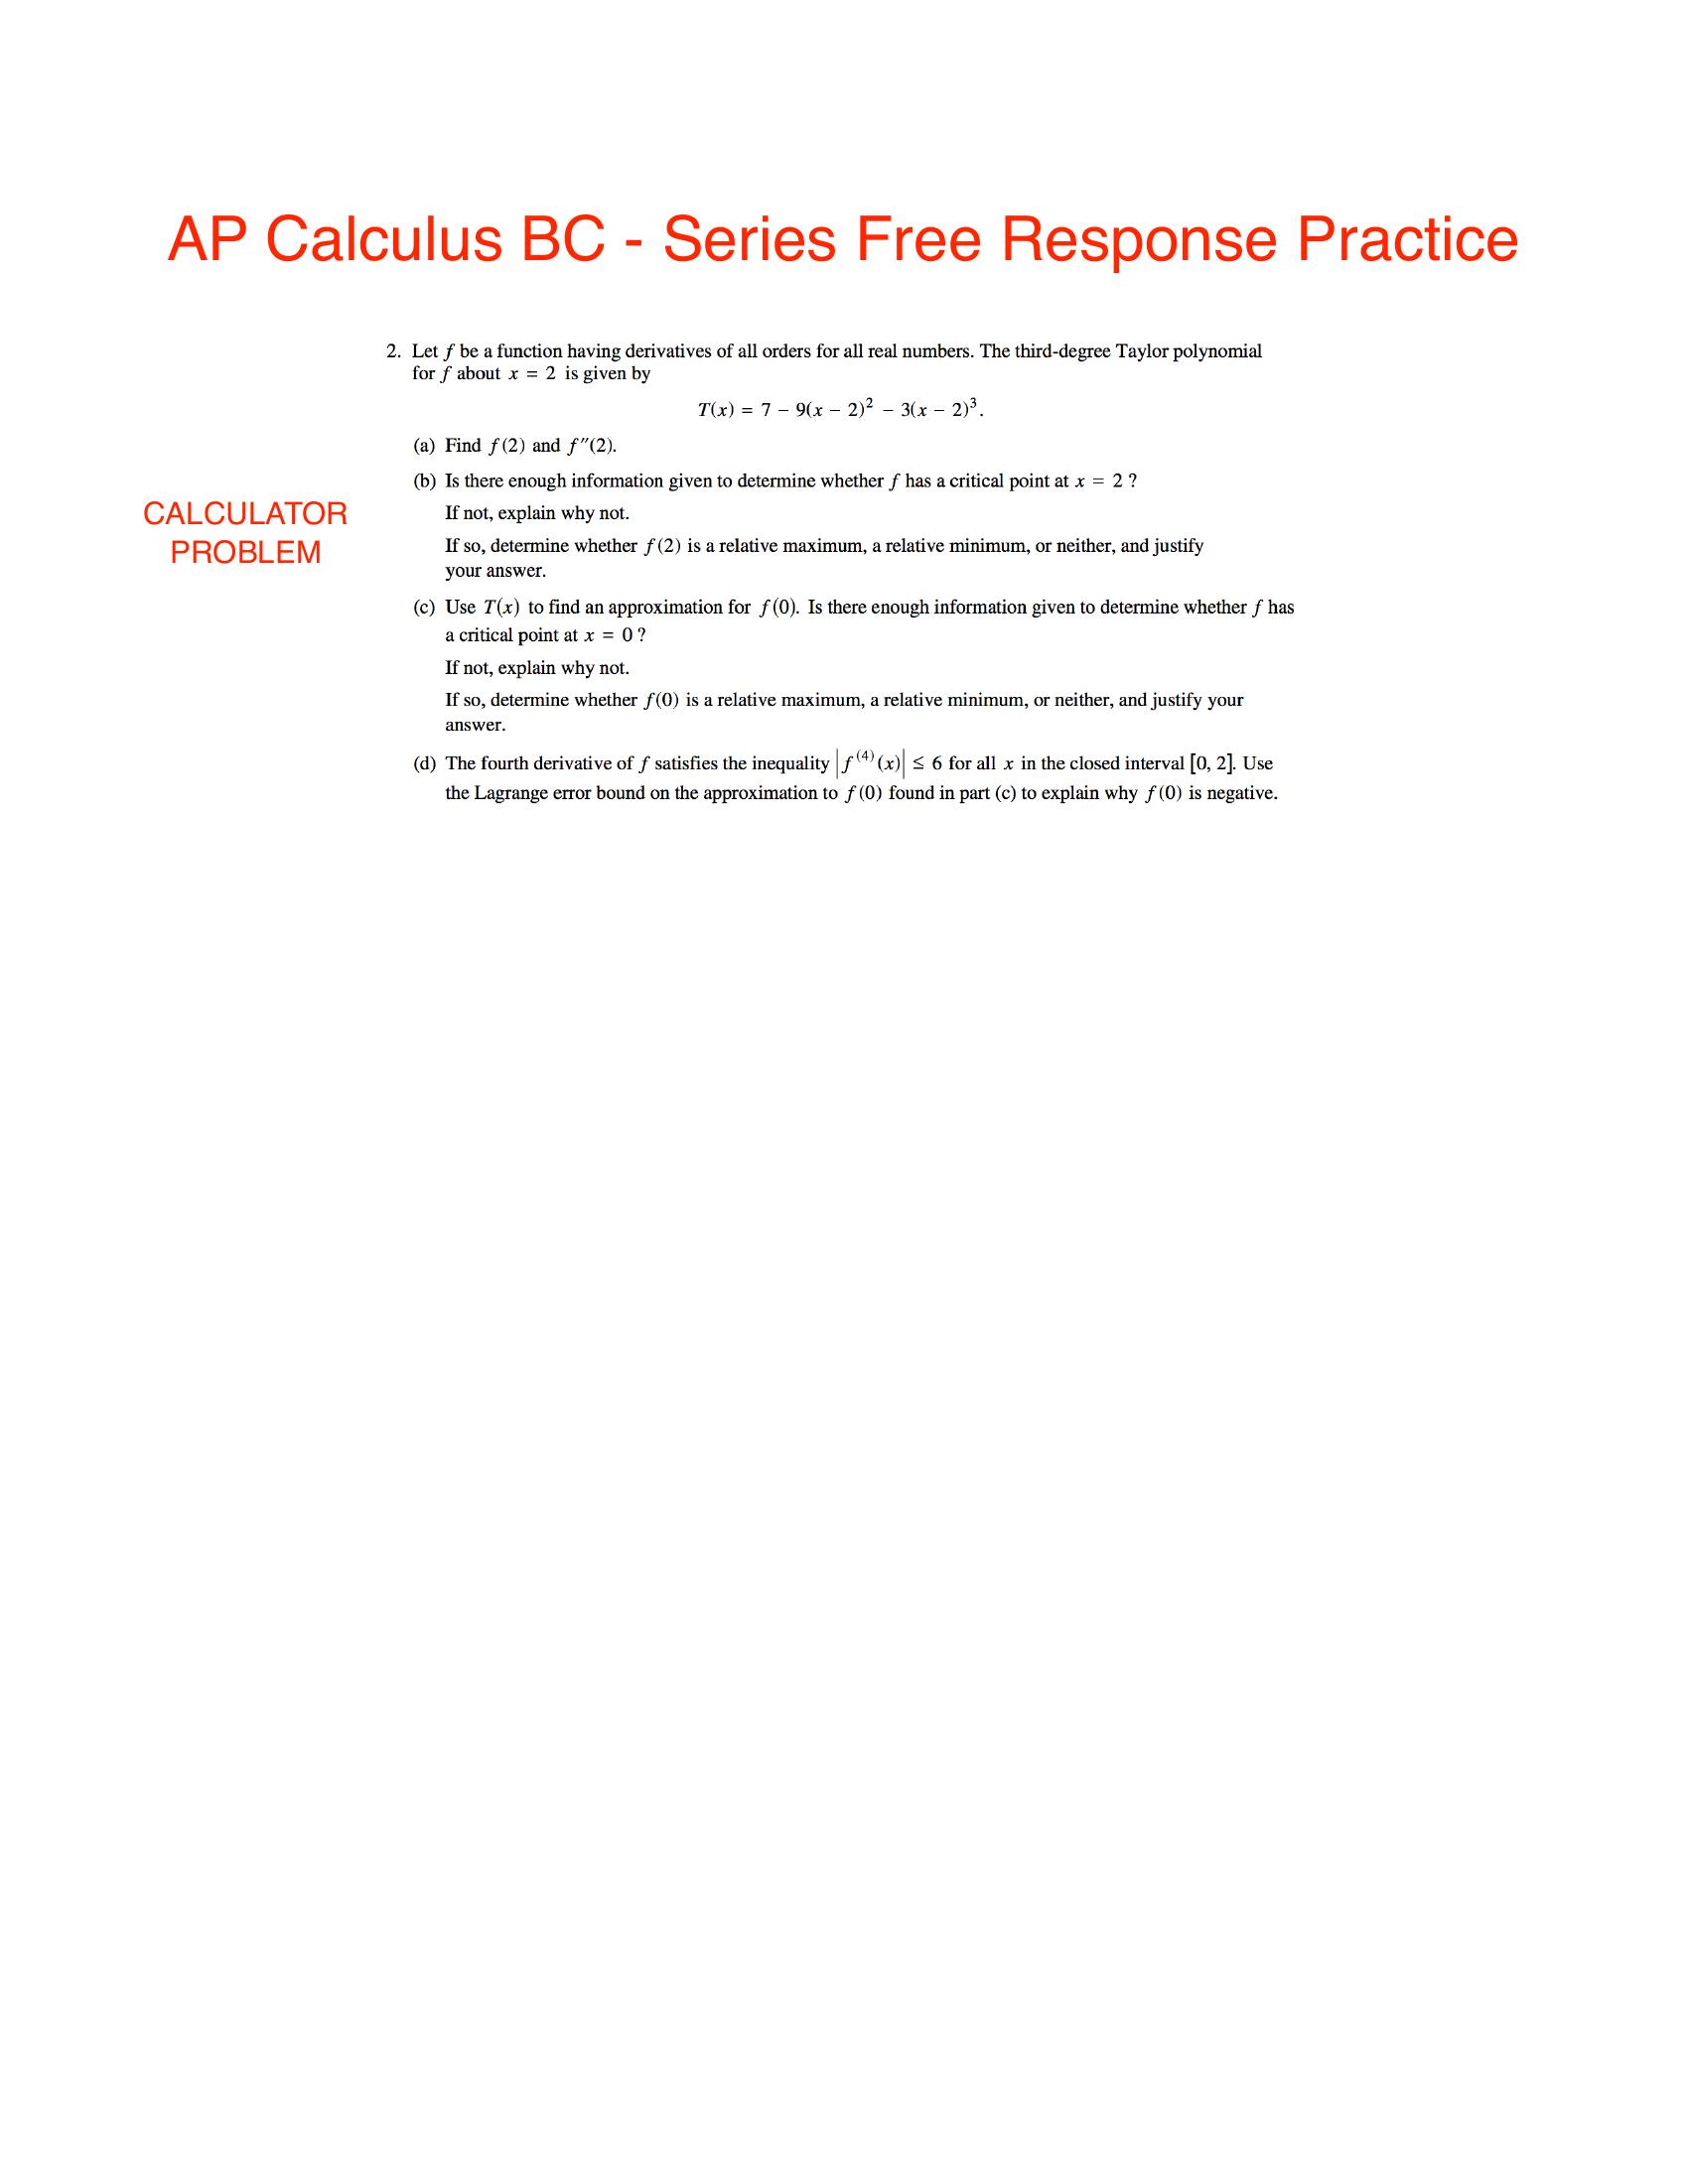 AP Calculus BC - Series Free Response Practice
2. Let f be a function having derivatives of all orders for all real numbers. The third-degree Taylor polynomial
for f about x = 2 is given by
T(x) = 7 − 9(x − 2)² − 3(x − 2)³.
(a) Find f(2) and f″(2).
(b) Is there enough information given to determine whether f has a critical point at x = 2 ?
If not, explain why not.
If so, determine whether f(2) is a relative maximum, a relative minimum, or neither, and justify
your answer.
CALCULATOR
PROBLEM
(c) Use T(x) to find an approximation for f(0). Is there enough information given to determine whether f has
a critical point at x = 0 ?
If not, explain why not.
If so, determine whether f(0) is a relative maximum, a relative minimum, or neither, and justify your
answer.
(d) The fourth derivative of f satisfies the inequality |f⁽⁴⁾(x)| ≤ 6 for all x in the closed interval [0, 2]. Use
the Lagrange error bound on the approximation to f(0) found in part (c) to explain why f(0) is negative.